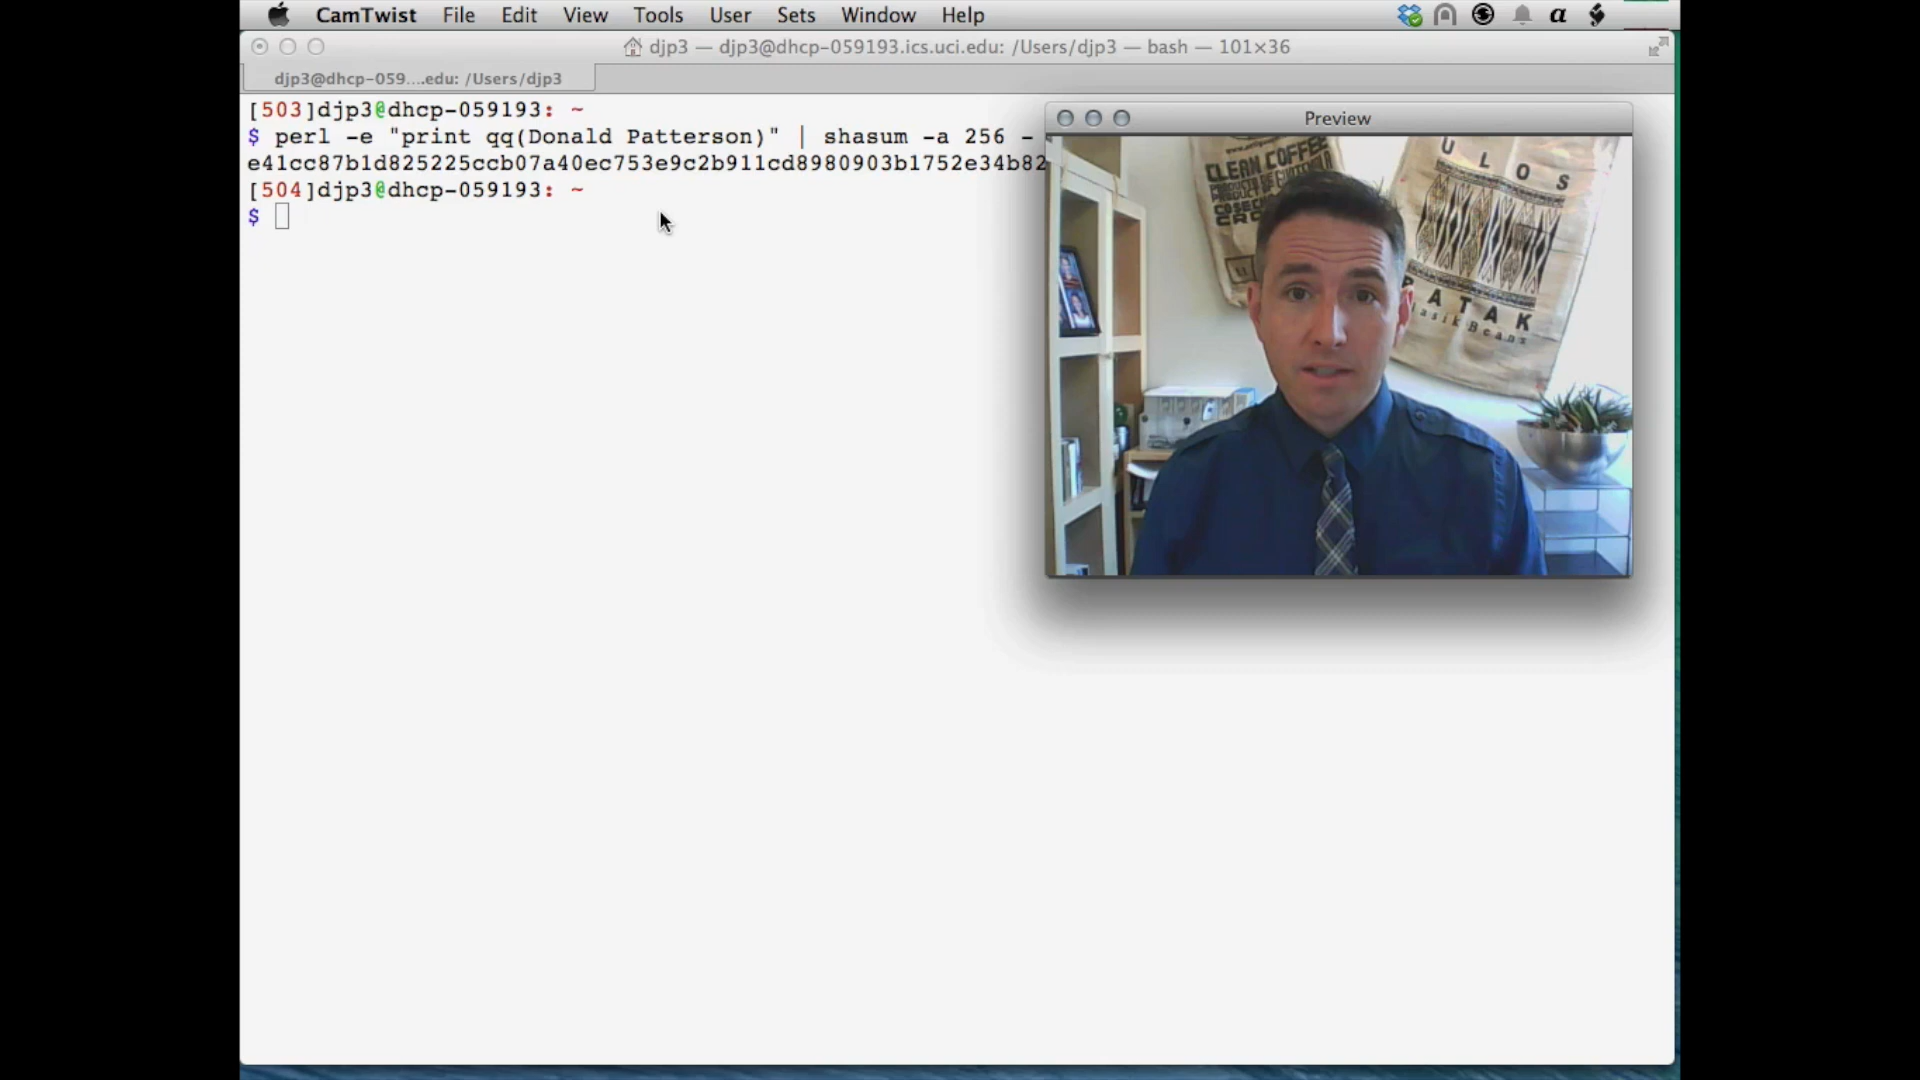 CamTwist File Edit View Tools User Sets Window Help
djp3 — djp3@dhcp-059193.ics.uci.edu: /Users/djp3 — bash — 101×36
djp3@dhcp-059....edu: /Users/djp3
[503]djp3@dhcp-059193: ~
$ perl -e "print qq(Donald Patterson)" | shasum -a 256 -
e41cc87b1d825225ccb07a40ec753e9c2b911cd8980903b1752e34b82
[504]djp3@dhcp-059193: ~
$
Preview
CLEAN COFFEE
ULOS
PATAK